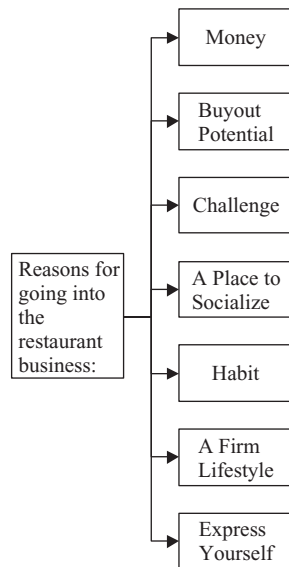 Money
Buyout
Potential
Challenge
Reasons for
going into
the
restaurant
business:
A Place to
Socialize
Habit
A Firm
Lifestyle
Express
Yourself